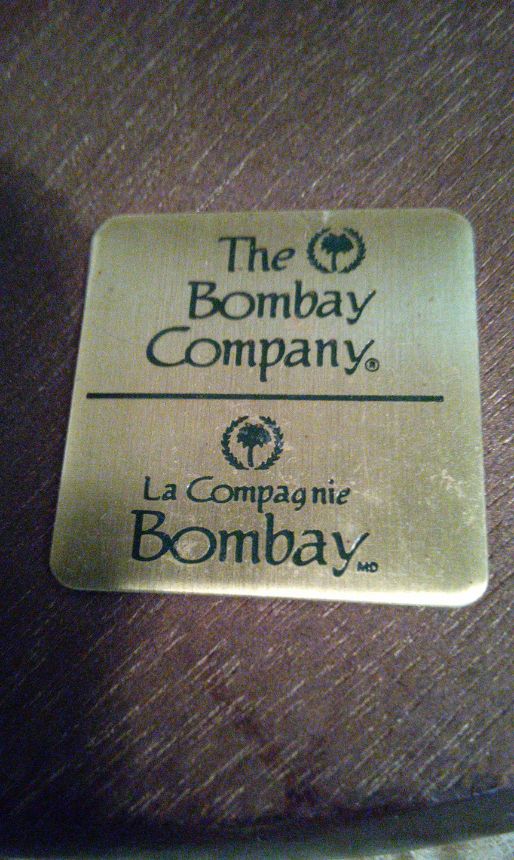 The
Bombay
Company®
La Compagnie
Bombay MD